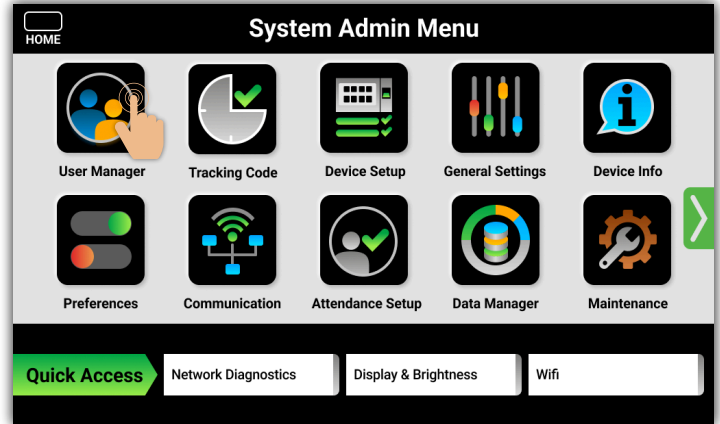 HOME
System Admin Menu
User Manager
Tracking Code
Device Setup
General Settings
Device Info
Preferences
Communication
Attendance Setup
Data Manager
Maintenance
Quick Access
Network Diagnostics
Display & Brightness
Wifi